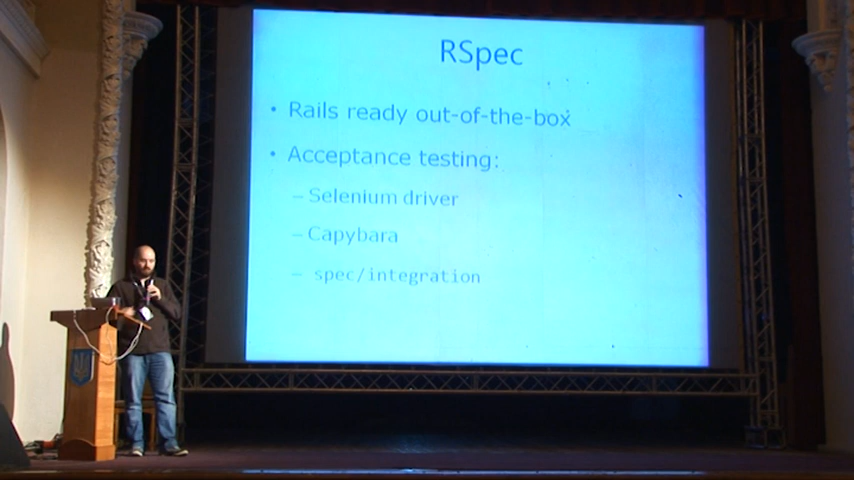 RSpec
• Rails ready out-of-the-box
• Acceptance testing:
– Selenium driver
– Capybara
– spec/integration